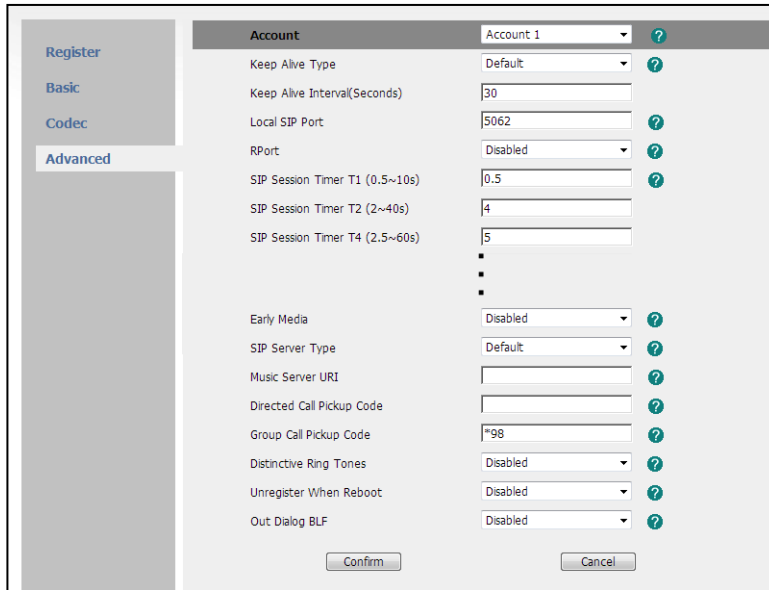 Register
Basic
Codec
Advanced
Account Account 1 ?
Keep Alive Type Default ?
Keep Alive Interval(Seconds) 30
Local SIP Port 5062 ?
RPort Disabled ?
SIP Session Timer T1 (0.5~10s) 0.5 ?
SIP Session Timer T2 (2~40s) 4
SIP Session Timer T4 (2.5~60s) 5
Early Media Disabled ?
SIP Server Type Default ?
Music Server URI ?
Directed Call Pickup Code ?
Group Call Pickup Code *98 ?
Distinctive Ring Tones Disabled ?
Unregister When Reboot Disabled ?
Out Dialog BLF Disabled ?
Confirm Cancel